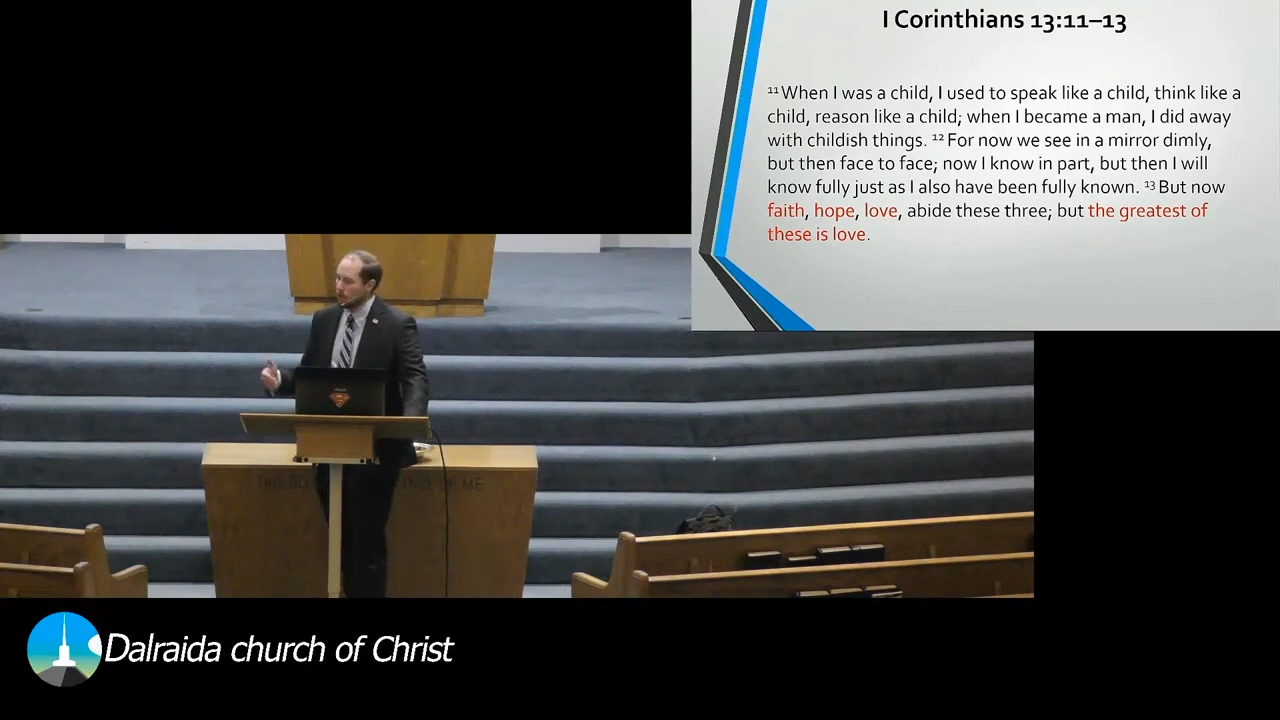 I Corinthians 13:11–13
¹¹ When I was a child, I used to speak like a child, think like a
child, reason like a child; when I became a man, I did away
with childish things. ¹² For now we see in a mirror dimly,
but then face to face; now I know in part, but then I will
know fully just as I also have been fully known. ¹³ But now
faith, hope, love, abide these three; but the greatest of
these is love.
THIS DO OF ME
Dalraida church of Christ